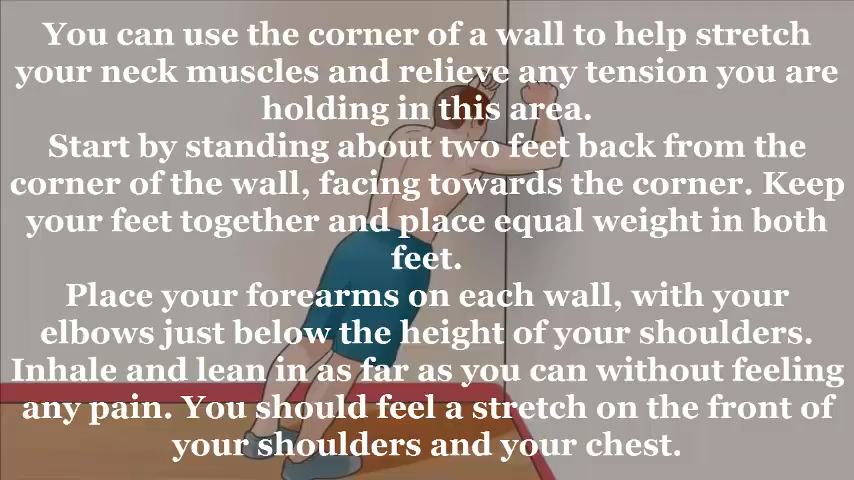 You can use the corner of a wall to help stretch
your neck muscles and relieve any tension you are
holding in this area.
Start by standing about two feet back from the
corner of the wall, facing towards the corner. Keep
your feet together and place equal weight in both
feet.
Place your forearms on each wall, with your
elbows just below the height of your shoulders.
Inhale and lean in as far as you can without feeling
any pain. You should feel a stretch on the front of
your shoulders and your chest.